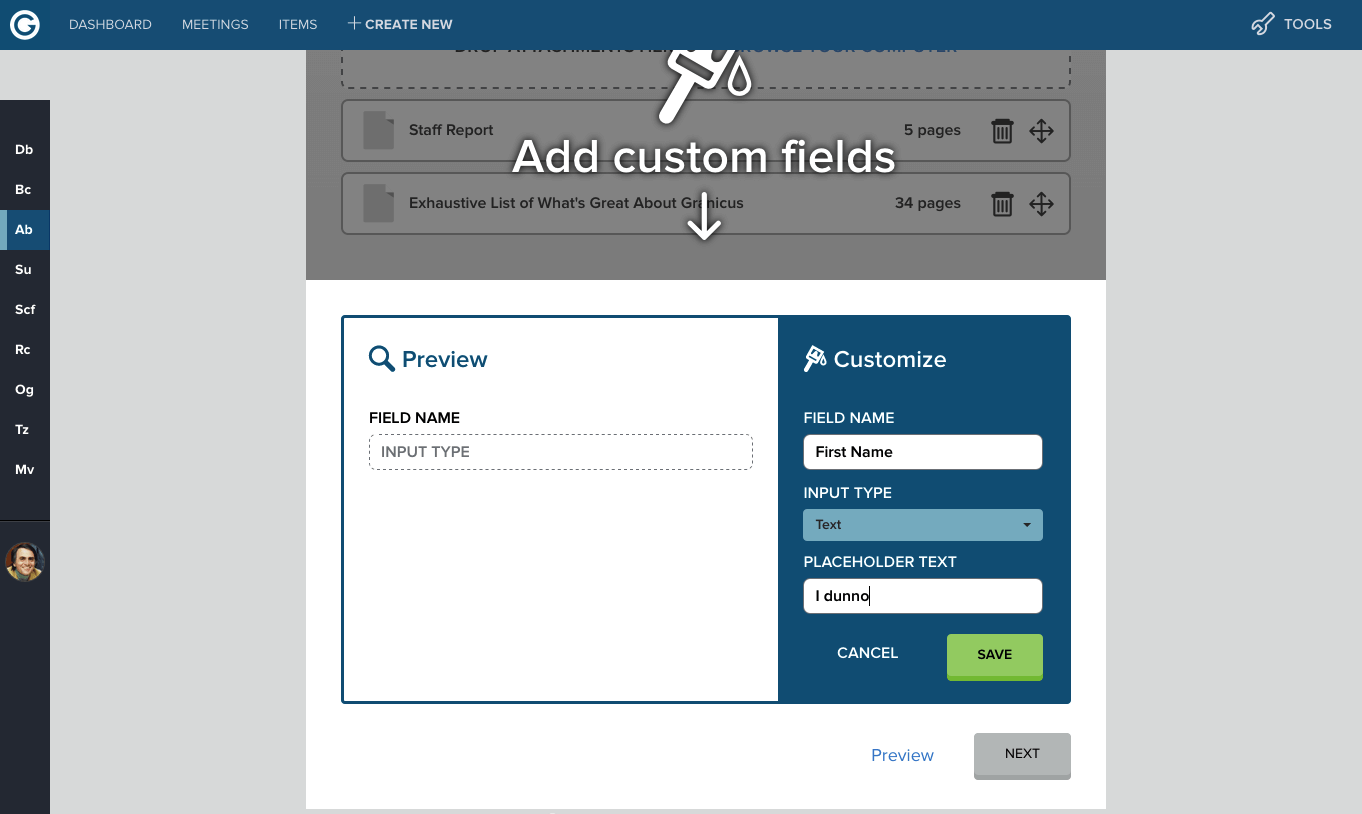 DASHBOARD MEETINGS ITEMS + CREATE NEW TOOLS
Db
Bc
Ab
Su
Scf
Rc
Og
Tz
Mv
Staff Report 5 pages
Add custom fields
Exhaustive List of What's Great About Granicus 34 pages
Preview
FIELD NAME
INPUT TYPE
Customize
FIELD NAME
First Name
INPUT TYPE
Text
PLACEHOLDER TEXT
I dunno
CANCEL SAVE
Preview NEXT